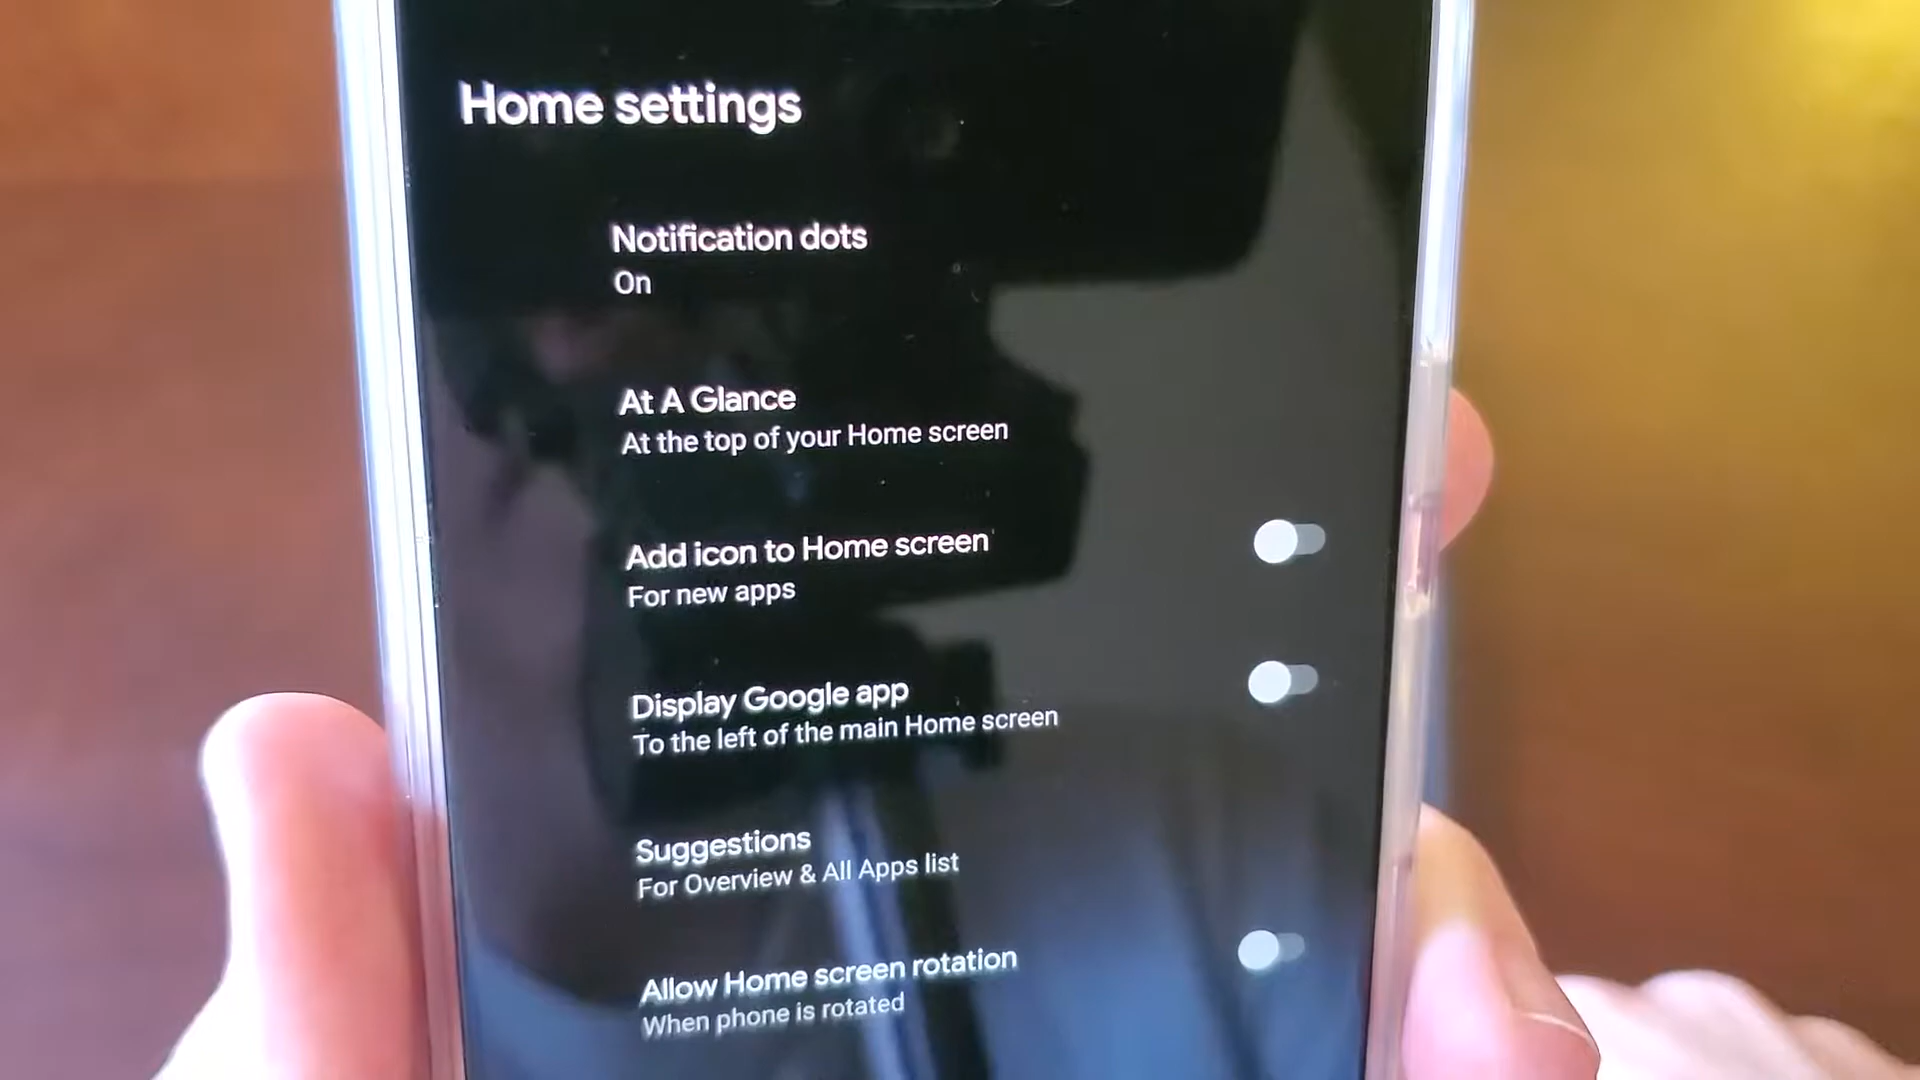 Home settings
Notification dots
On
At A Glance
At the top of your Home screen
Add icon to Home screen
For new apps
Display Google app
To the left of the main Home screen
Suggestions
For Overview & All Apps list
Allow Home screen rotation
When phone is rotated